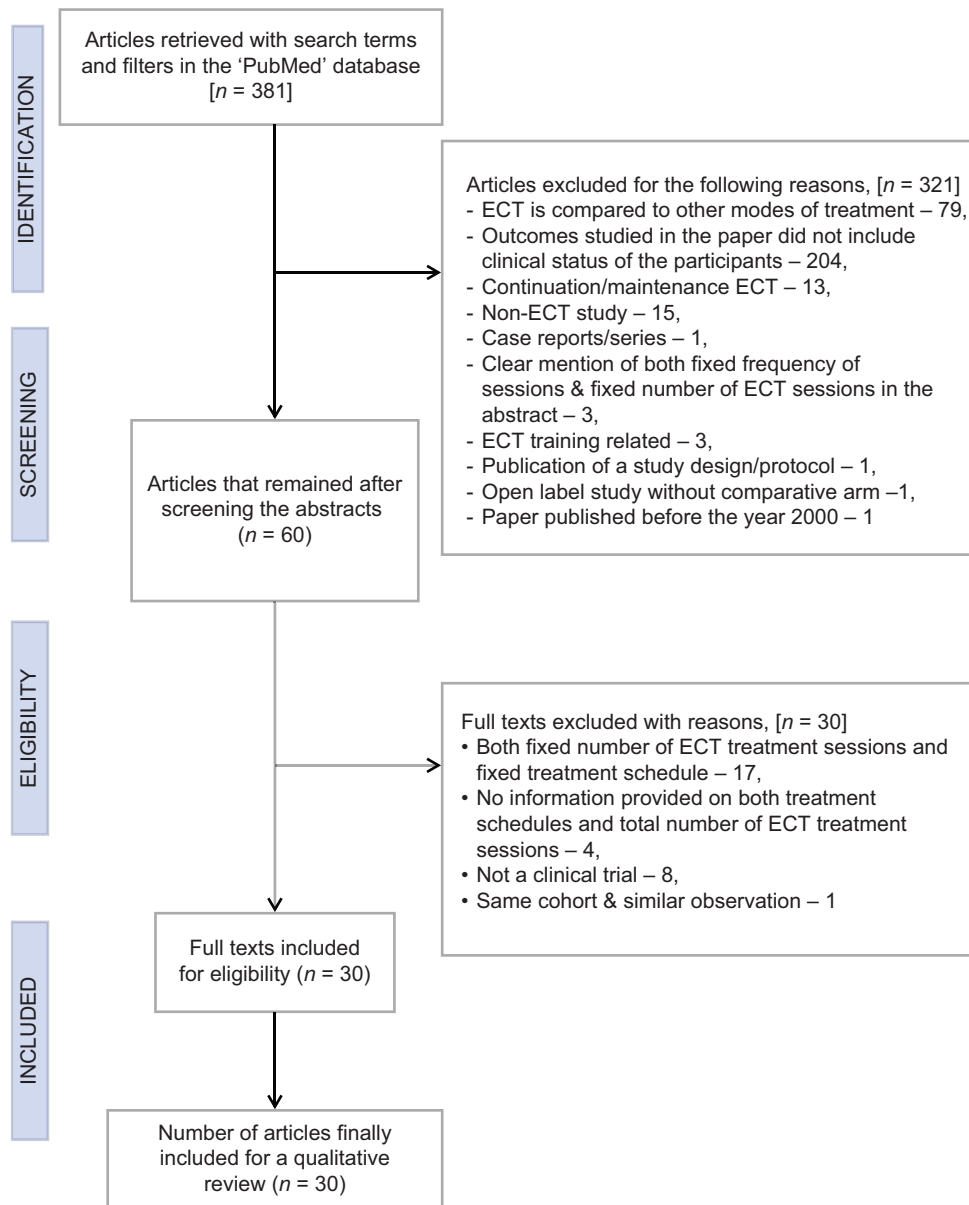 IDENTIFICATION
Articles retrieved with search terms
and filters in the ‘PubMed’ database
[n = 381]
Articles excluded for the following reasons, [n = 321]
- ECT is compared to other modes of treatment – 79,
- Outcomes studied in the paper did not include
clinical status of the participants – 204,
- Continuation/maintenance ECT – 13,
- Non-ECT study – 15,
- Case reports/series – 1,
- Clear mention of both fixed frequency of
sessions & fixed number of ECT sessions in the
abstract – 3,
- ECT training related – 3,
- Publication of a study design/protocol – 1,
- Open label study without comparative arm –1,
- Paper published before the year 2000 – 1
SCREENING
Articles that remained after
screening the abstracts
(n = 60)
ELIGIBILITY
Full texts excluded with reasons, [n = 30]
• Both fixed number of ECT treatment sessions and
fixed treatment schedule – 17,
• No information provided on both treatment
schedules and total number of ECT treatment
sessions – 4,
• Not a clinical trial – 8,
• Same cohort & similar observation – 1
Full texts included
for eligibility (n = 30)
INCLUDED
Number of articles finally
included for a qualitative
review (n = 30)